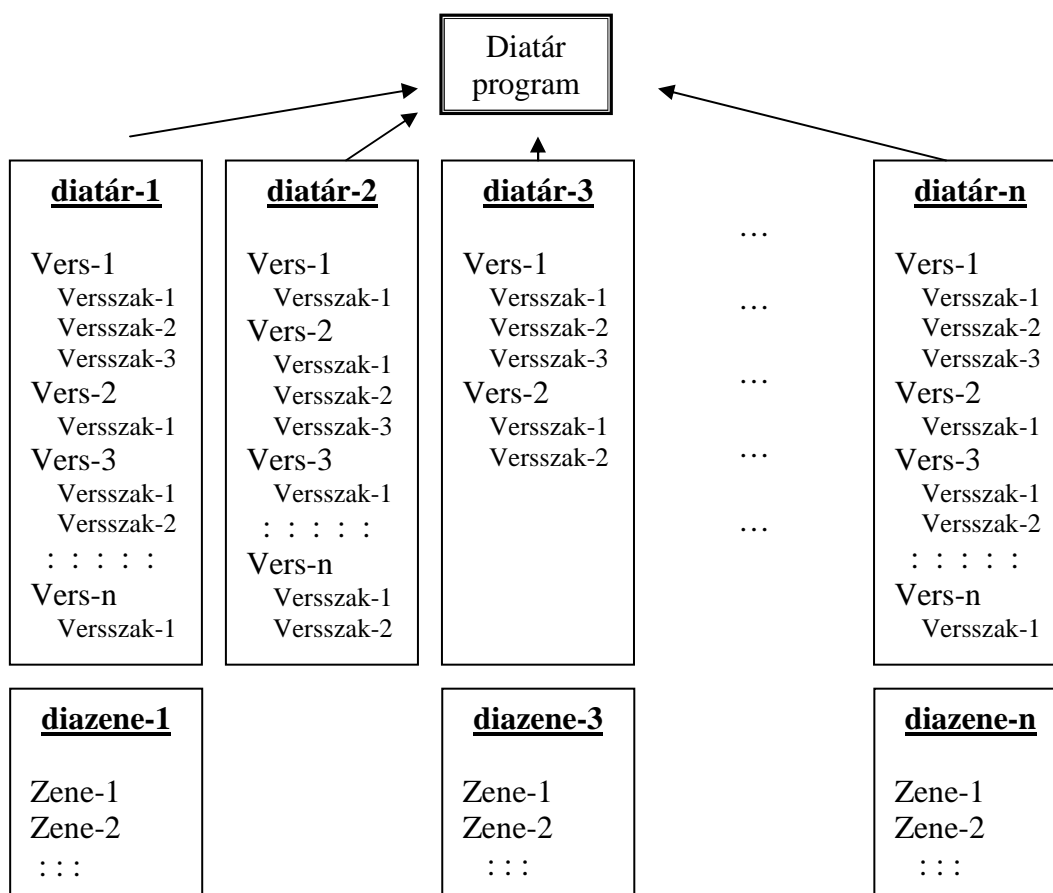 Diatár
program
diatár-1
Vers-1
Versszak-1
Versszak-2
Versszak-3
Vers-2
Versszak-1
Vers-3
Versszak-1
Versszak-2
: : : : :
Vers-n
Versszak-1
diatár-2
Vers-1
Versszak-1
Vers-2
Versszak-1
Versszak-2
Versszak-3
Vers-3
Versszak-1
: : : : :
Vers-n
Versszak-1
Versszak-2
diatár-3
Vers-1
Versszak-1
Versszak-2
Versszak-3
Vers-2
Versszak-1
Versszak-2
…
…
…
…
…
diatár-n
Vers-1
Versszak-1
Versszak-2
Versszak-3
Vers-2
Versszak-1
Vers-3
Versszak-1
Versszak-2
: : : : :
Vers-n
Versszak-1
diazene-1
Zene-1
Zene-2
: : :
diazene-3
Zene-1
Zene-2
: : :
diazene-n
Zene-1
Zene-2
: : :